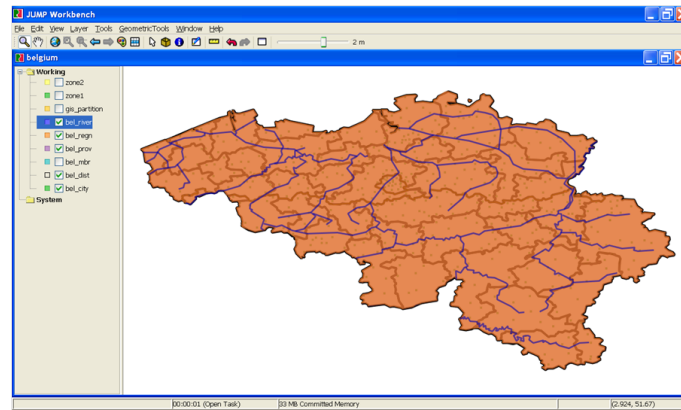 JUMP Workbench
File Edit View Layer Tools GeometricTools Window Help
2 m
belgium
Working
zone2
zone1
gis_partition
bel_river
bel_regn
bel_prov
bel_mbr
bel_dist
bel_city
System
00:00:01 (Open Task) 33 MB Committed Memory (2.924, 51.67)